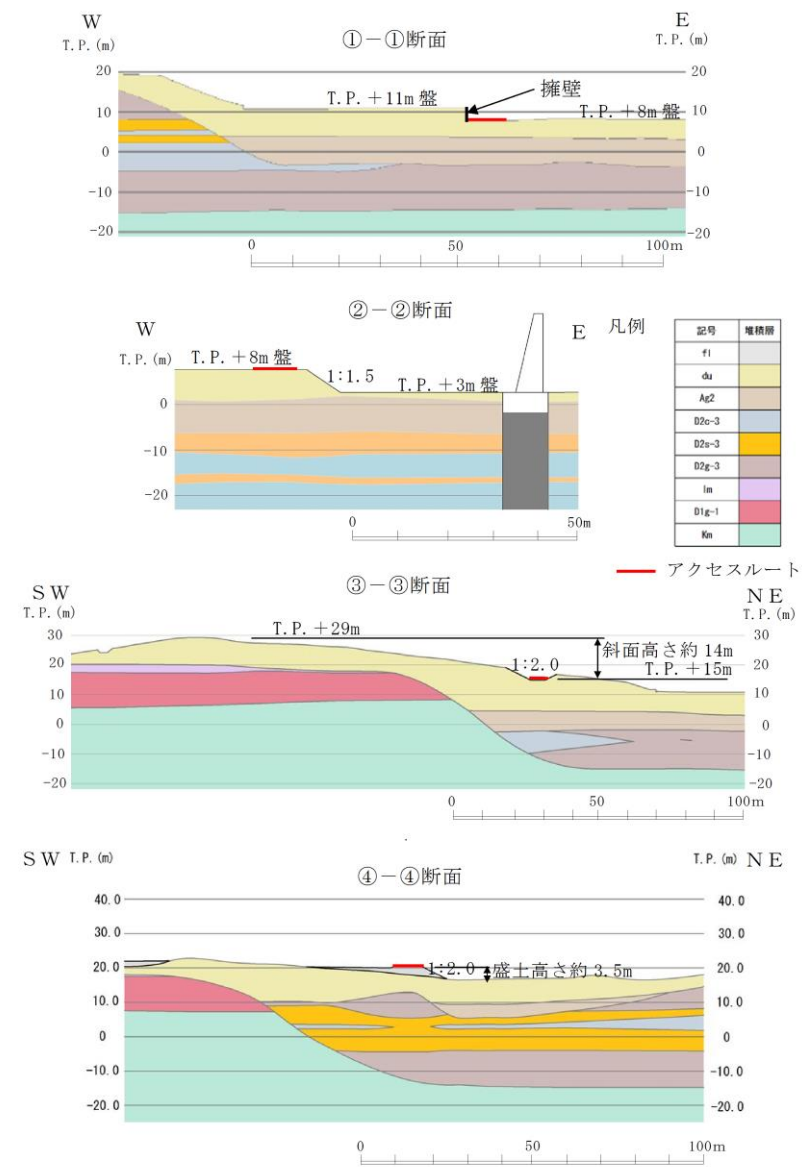 ①－①断面
W
E
T.P.(m)
T.P.(m)
20
20
T.P.＋11m 盤
擁壁
10
T.P.＋8m 盤
10
0
0
-10
-10
-20
-20
0
50
100m
②－②断面
W
E
T.P.(m)
T.P.＋8m 盤
1:1.5
T.P.＋3m 盤
0
-10
-20
0
50m
凡例
記号 堆積層
fl
du
Ag2
D2c-3
D2s-3
D2g-3
lm
D1g-1
Km
アクセスルート
③－③断面
SW
NE
T.P.(m)
T.P.(m)
30
T.P.＋29m
30
斜面高さ約 14m
20
1:2.0
T.P.＋15m
20
10
10
0
0
-10
-10
-20
-20
0
50
100m
SW T.P. (m)
T.P. (m) NE
④－④断面
40.0
40.0
30.0
30.0
20.0
1:2.0
盛土高さ約 3.5m
20.0
10.0
10.0
0
0
-10.0
-10.0
-20.0
-20.0
0
50
100m